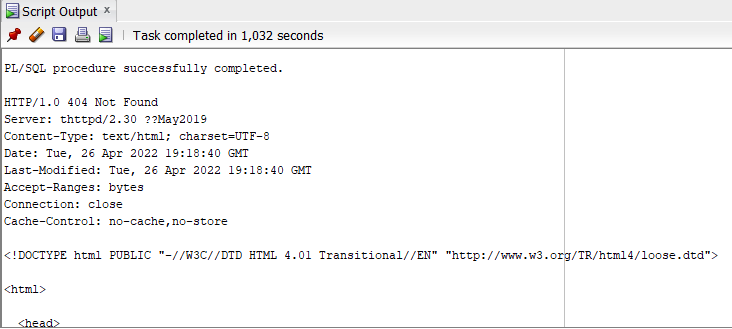 Script Output x
Task completed in 1,032 seconds
PL/SQL procedure successfully completed.
HTTP/1.0 404 Not Found
Server: thttpd/2.30 ??May2019
Content-Type: text/html; charset=UTF-8
Date: Tue, 26 Apr 2022 19:18:40 GMT
Last-Modified: Tue, 26 Apr 2022 19:18:40 GMT
Accept-Ranges: bytes
Connection: close
Cache-Control: no-cache,no-store
<!DOCTYPE html PUBLIC "-//W3C//DTD HTML 4.01 Transitional//EN" "http://www.w3.org/TR/html4/loose.dtd">
<html>
<head>